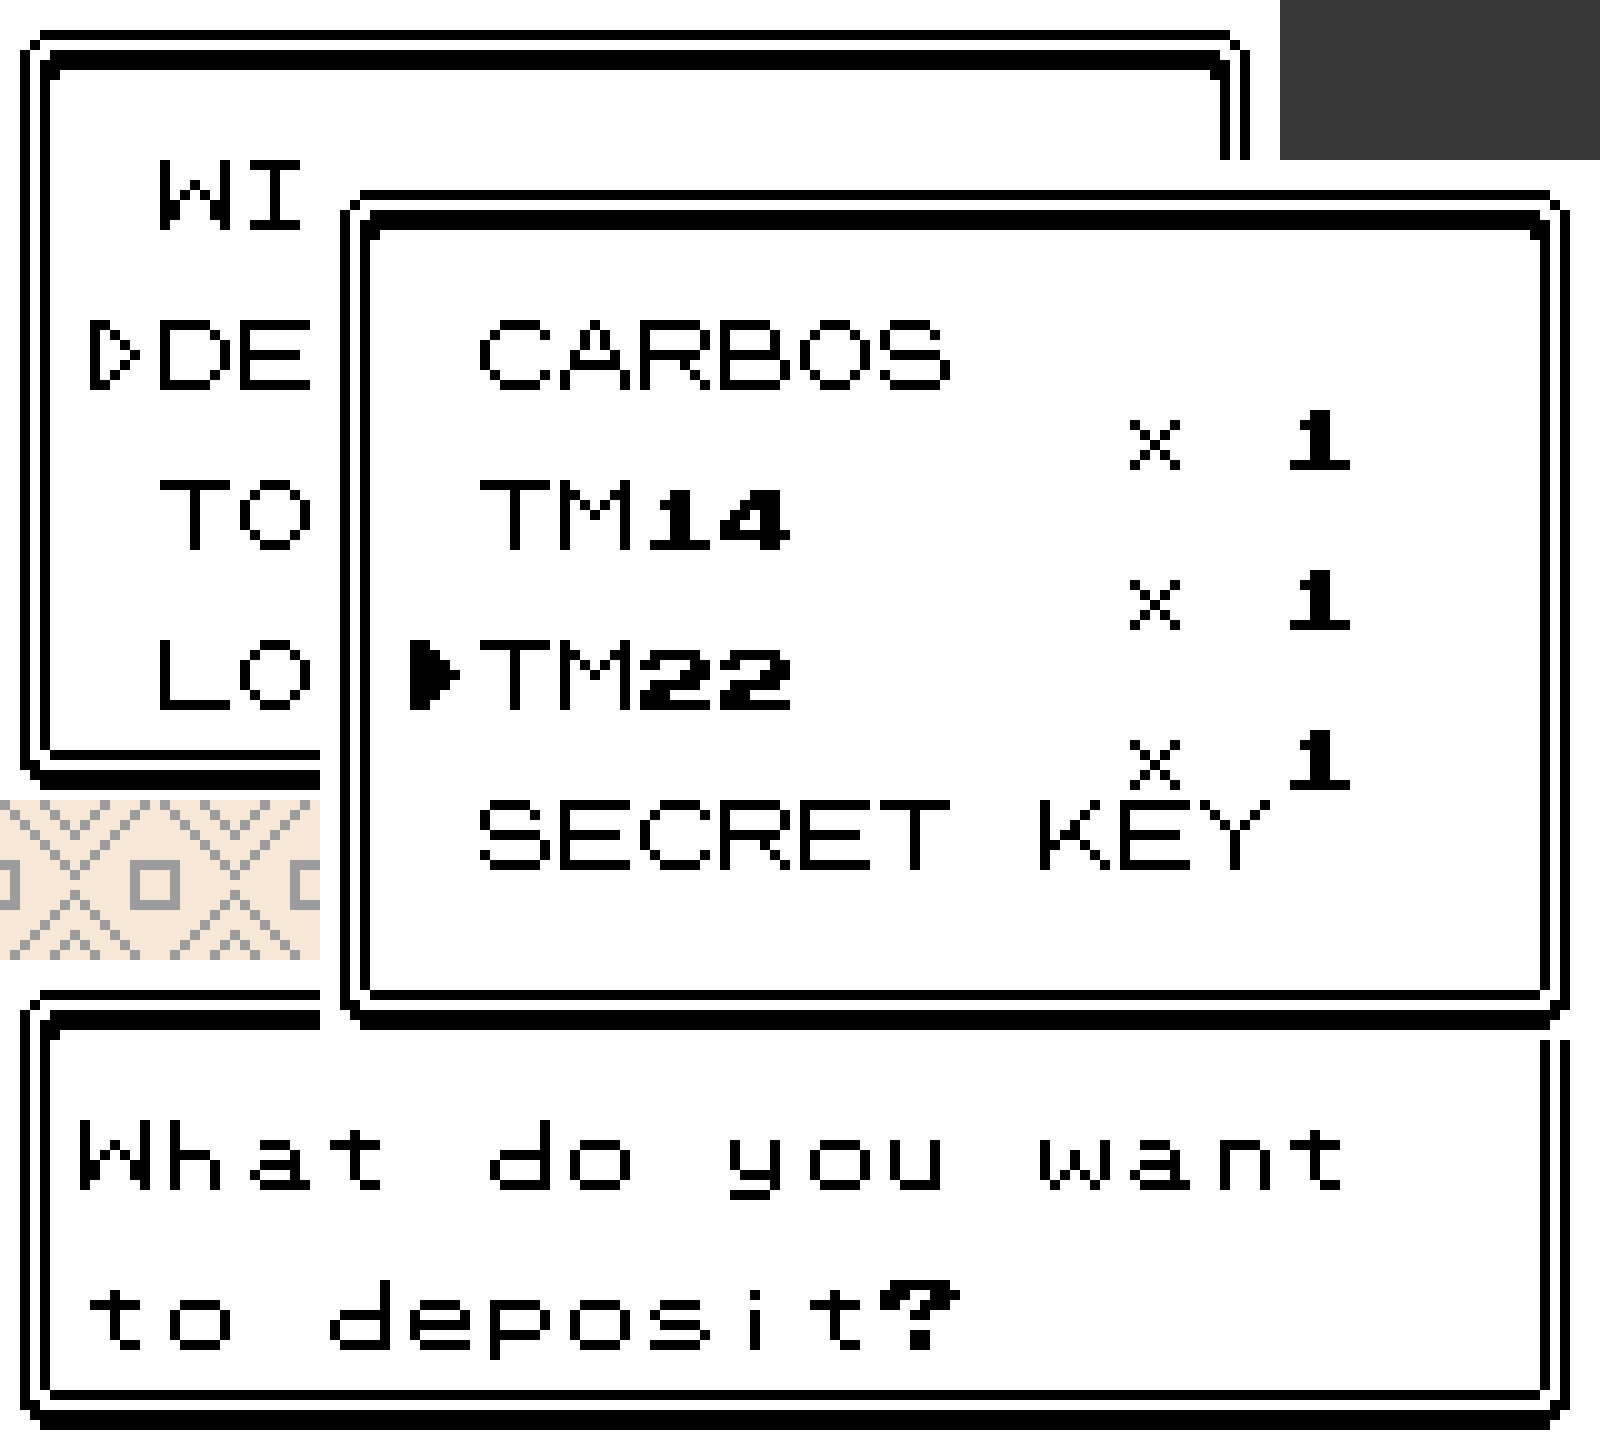 WI
DE
TO
LO
CARBOS
× 1
TM14
× 1
TM22
× 1
SECRET KEY
What do you want
to deposit?